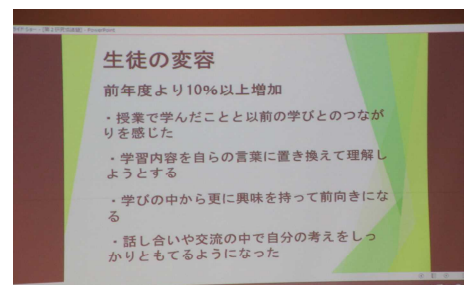 生徒の変容
前年度より10%以上増加
・授業で学んだことと以前の学びとのつなが
りを感じた
・学習内容を自らの言葉に置き換えて理解し
ようとする
・学びの中から更に興味を持って前向きにな
る
・話し合いや交流の中で自分の考えをしっ
かりともてるようになった